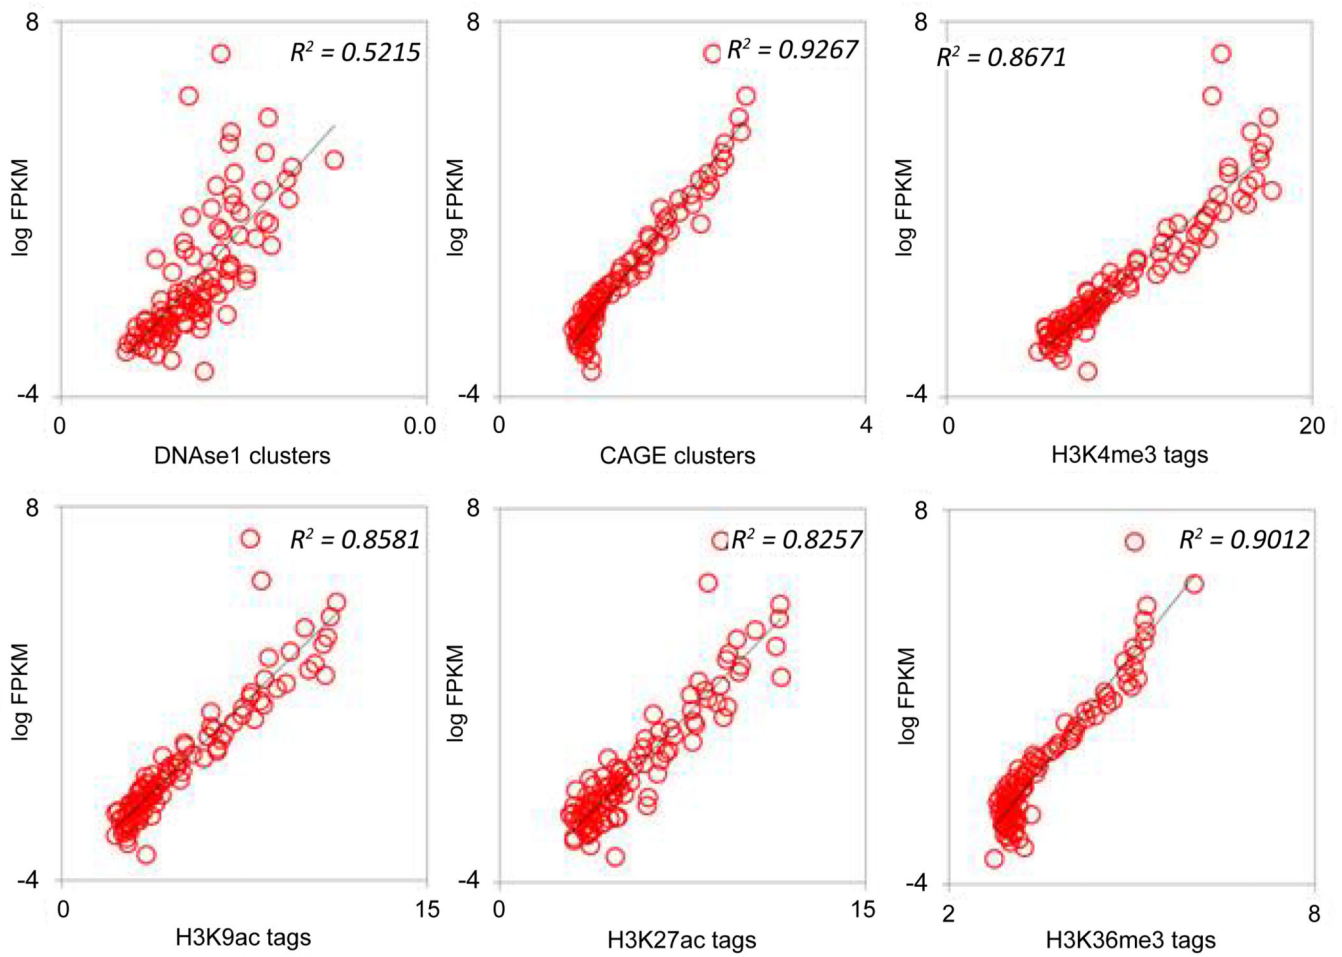 8
R² = 0.5215
log FPKM
-4
0
0.0
DNAse1 clusters
8
R² = 0.9267
log FPKM
-4
0
4
CAGE clusters
8
R² = 0.8671
log FPKM
-4
0
20
H3K4me3 tags
8
R² = 0.8581
log FPKM
-4
0
15
H3K9ac tags
8
R² = 0.8257
log FPKM
-4
0
15
H3K27ac tags
8
R² = 0.9012
log FPKM
-4
2
8
H3K36me3 tags